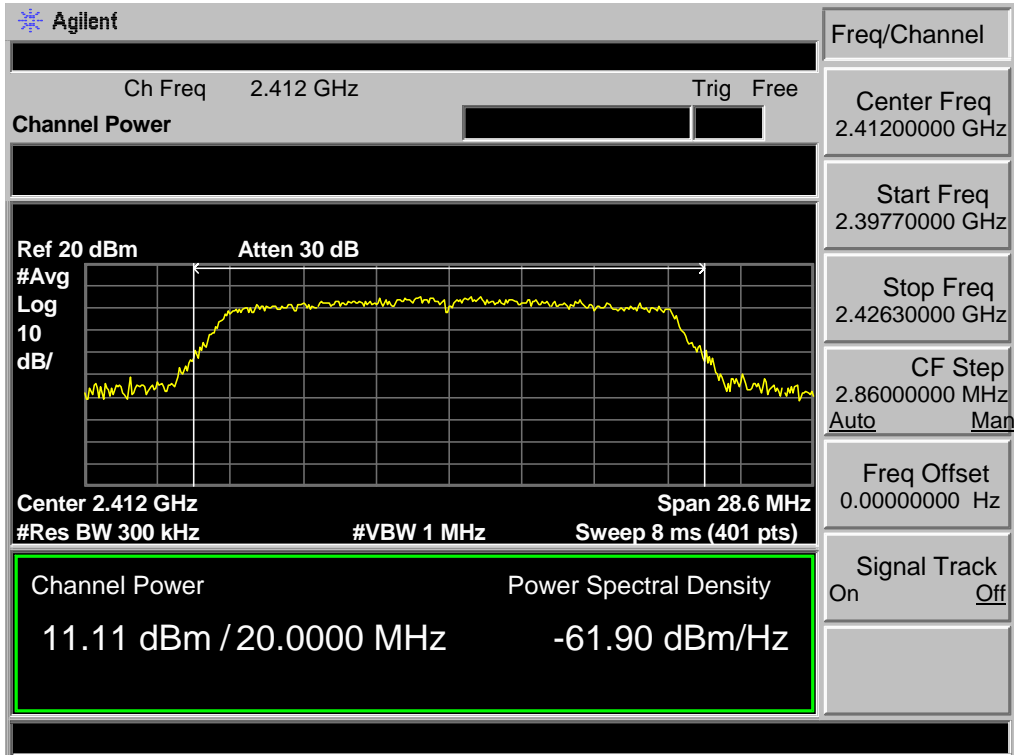 Agilent
Freq/Channel
Ch Freq 2.412 GHz Trig Free
Channel Power
Center Freq
2.41200000 GHz
Start Freq
2.39770000 GHz
Stop Freq
2.42630000 GHz
CF Step
2.86000000 MHz
Auto Man
Freq Offset
0.00000000 Hz
Signal Track
On Off
Ref 20 dBm Atten 30 dB
#Avg
Log
10
dB/
Center 2.412 GHz Span 28.6 MHz
#Res BW 300 kHz #VBW 1 MHz Sweep 8 ms (401 pts)
Channel Power Power Spectral Density
11.11 dBm / 20.0000 MHz -61.90 dBm/Hz